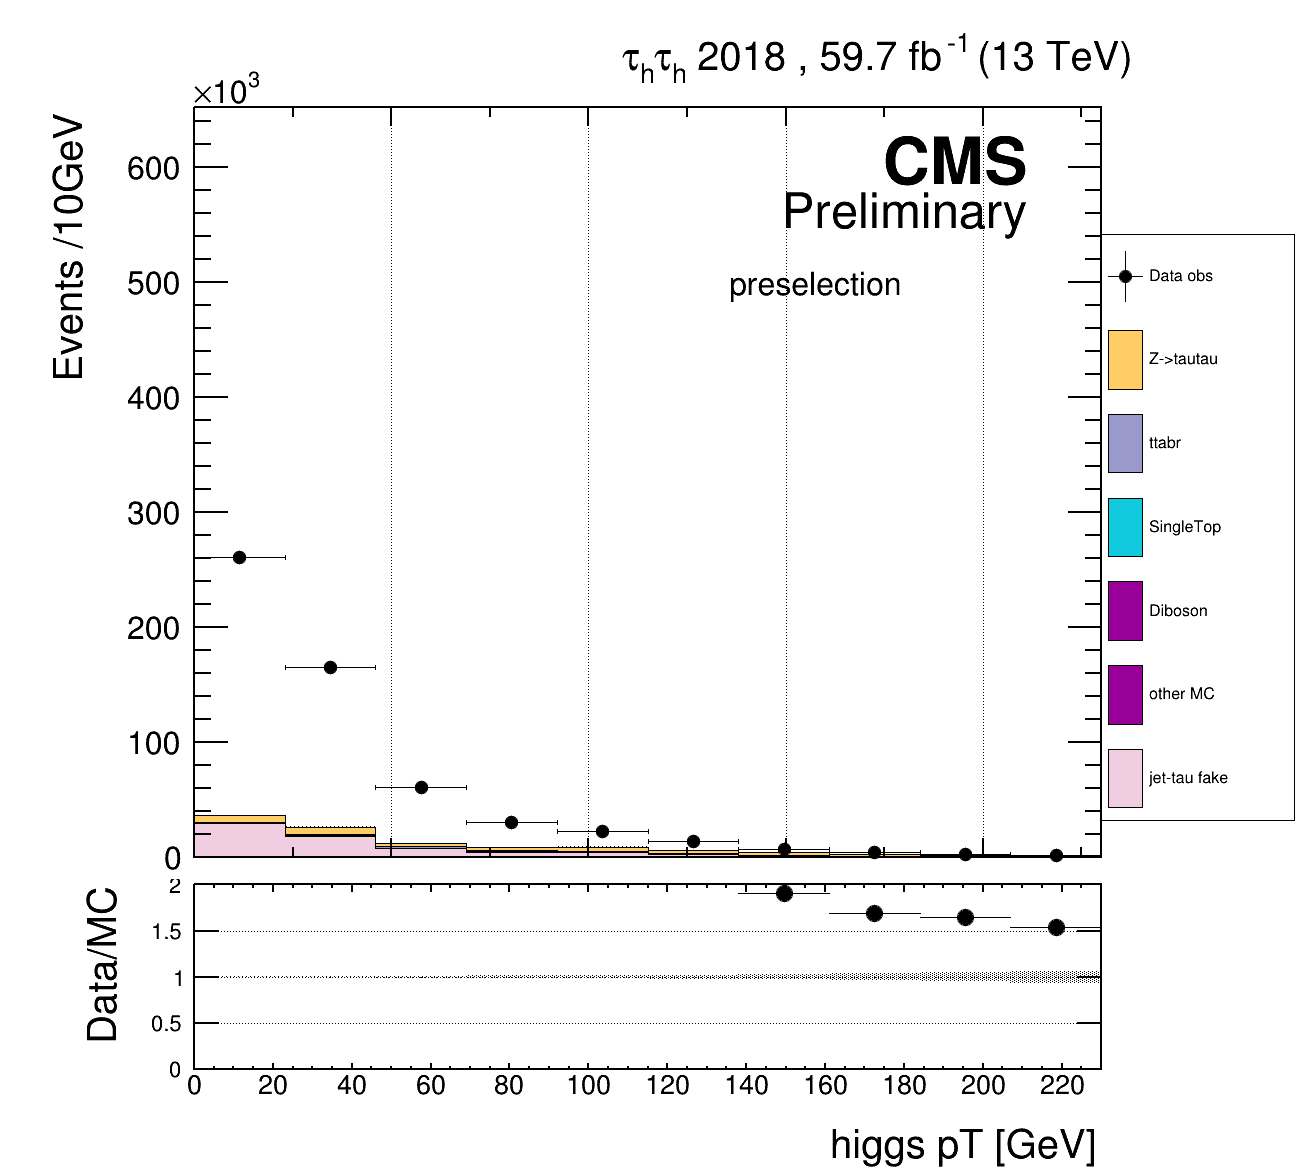 τhτh 2018 , 59.7 fb-1 (13 TeV)
×10^3
Events /10GeV
600
500
400
300
200
100
0
CMS
Preliminary
preselection
Data obs
Z->tautau
ttabr
SingleTop
Diboson
other MC
jet-tau fake
Data/MC
2
1.5
1
0.5
0
0 20 40 60 80 100 120 140 160 180 200 220
higgs pT [GeV]